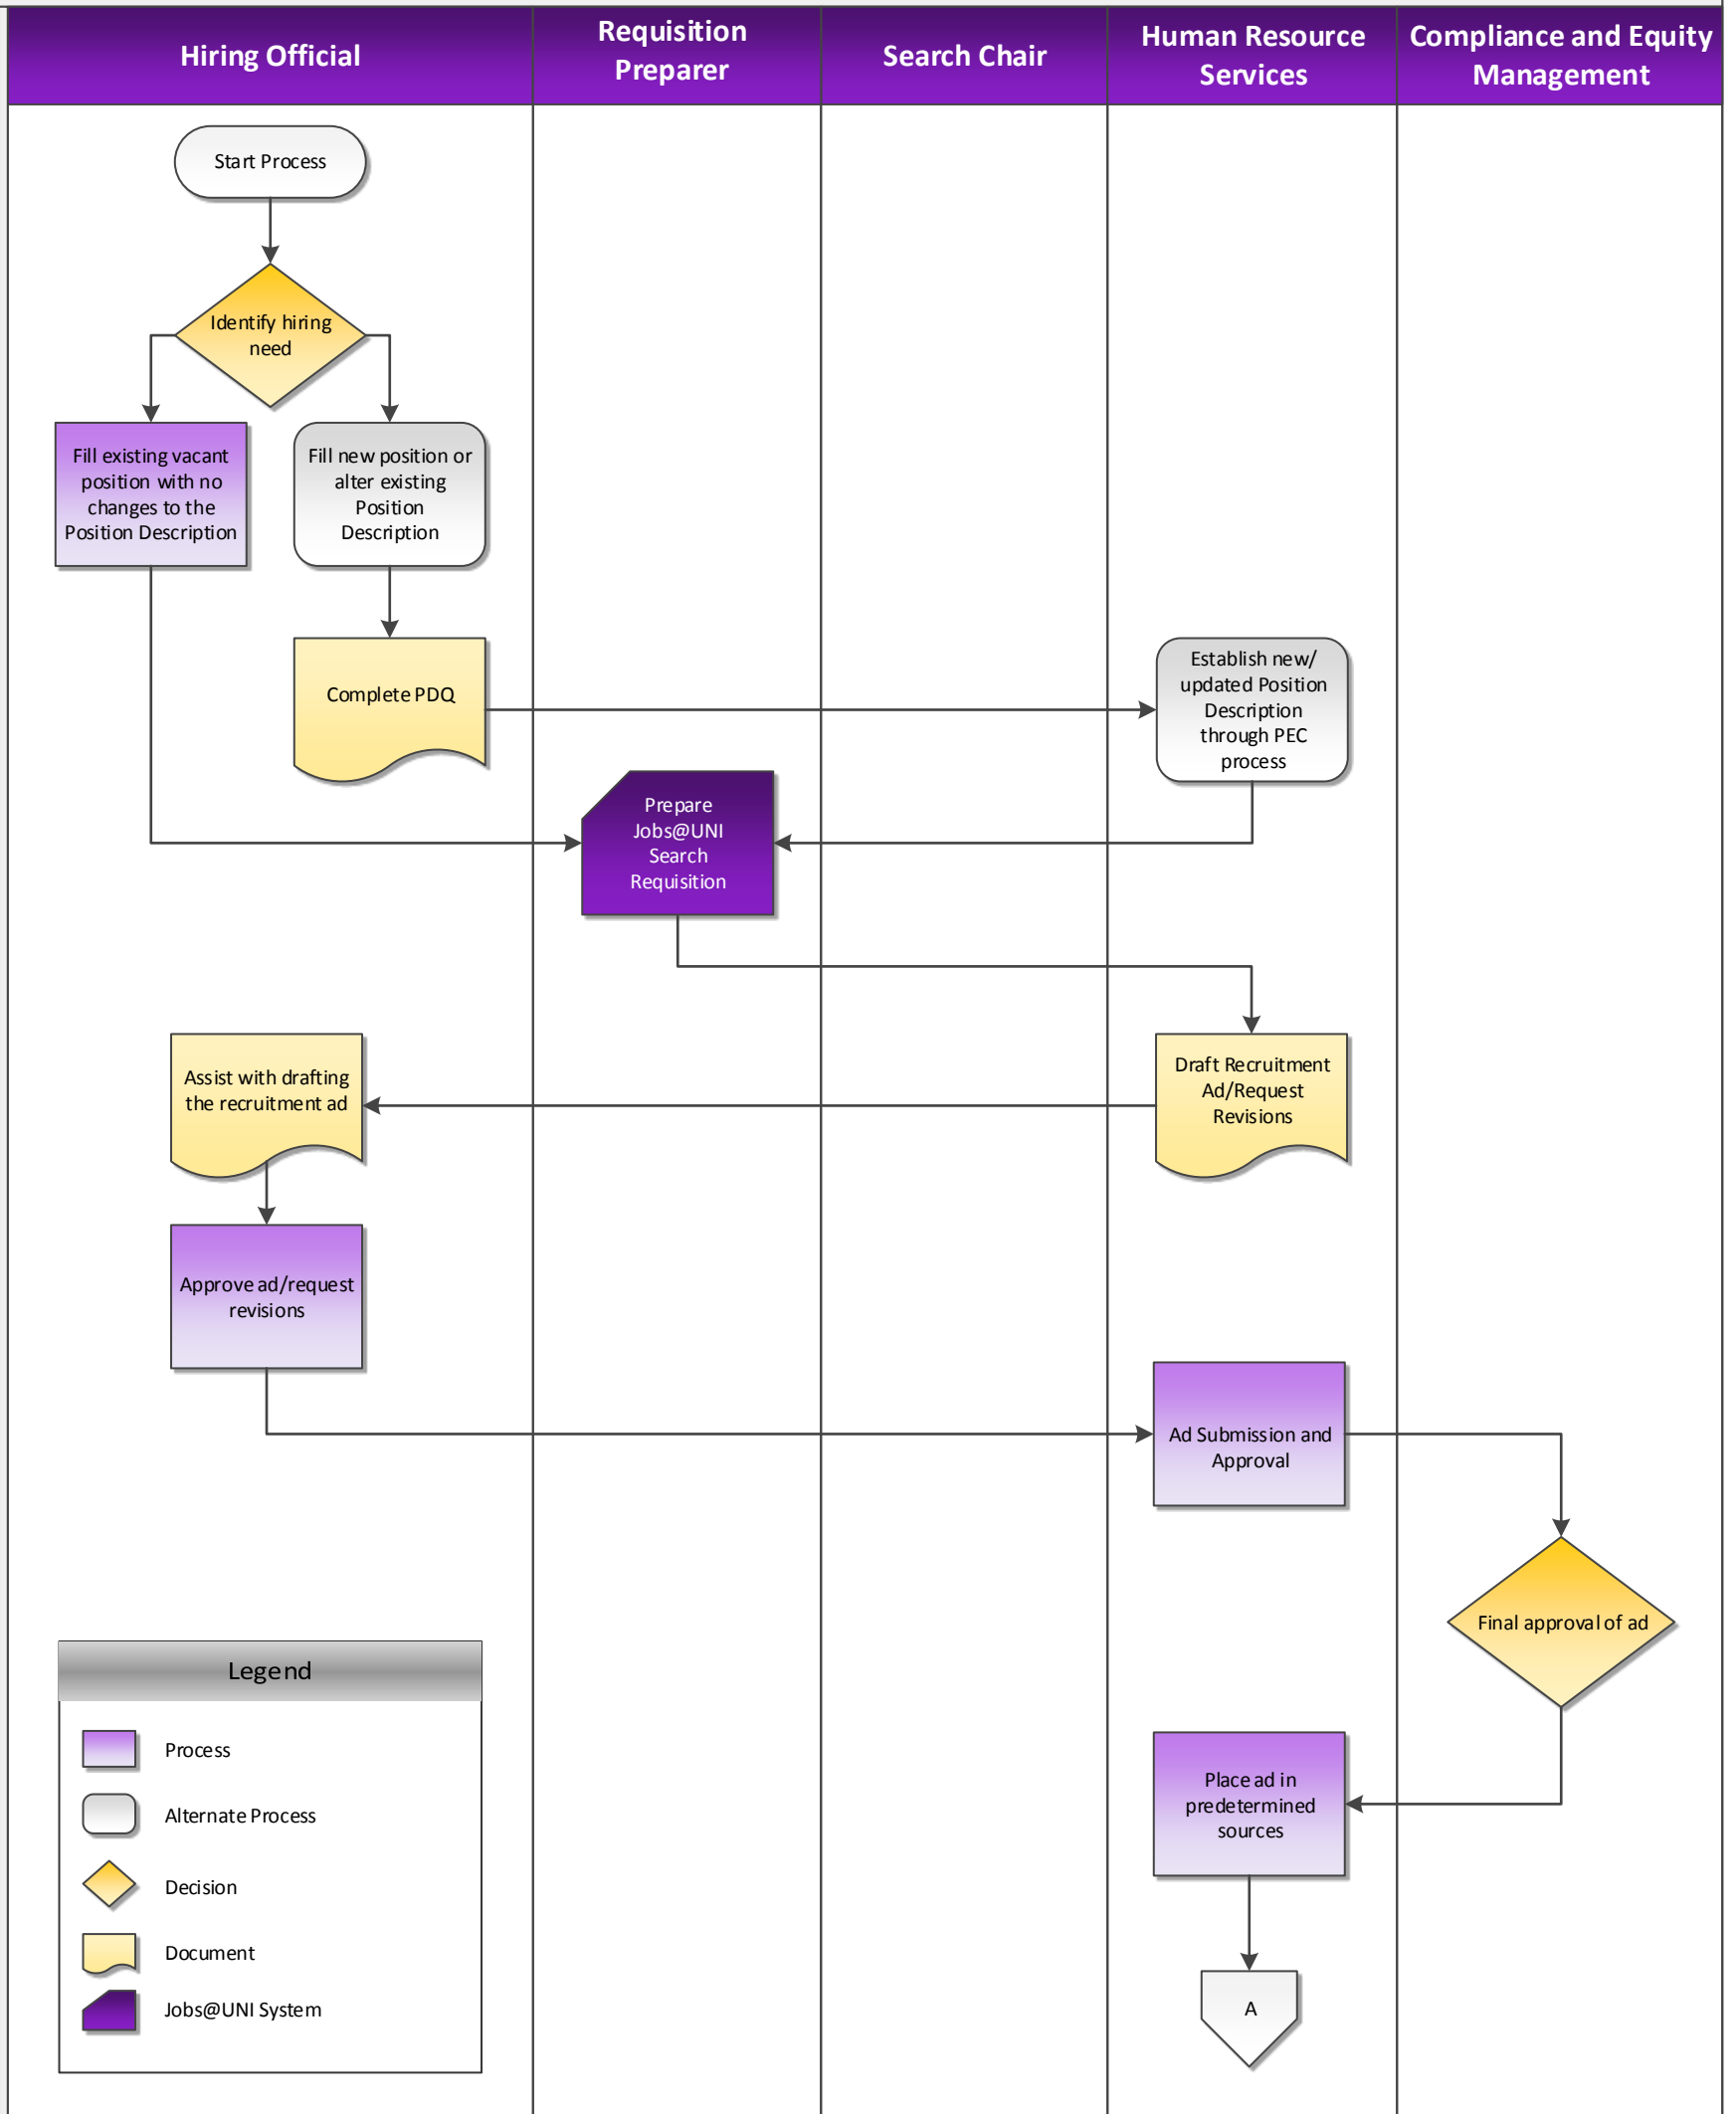 Hiring Official
Requisition
Preparer
Search Chair
Human Resource
Services
Compliance and Equity
Management
Start Process
Identify hiring
need
Fill existing vacant
position with no
changes to the
Position Description
Fill new position or
alter existing
Position
Description
Complete PDQ
Establish new/
updated Position
Description
through PEC
process
Prepare
Jobs@UNI
Search
Requisition
Draft Recruitment
Ad/Request
Revisions
Assist with drafting
the recruitment ad
Approve ad/request
revisions
Ad Submission and
Approval
Final approval of ad
Place ad in
predetermined
sources
A
Legend
Process
Alternate Process
Decision
Document
Jobs@UNI System